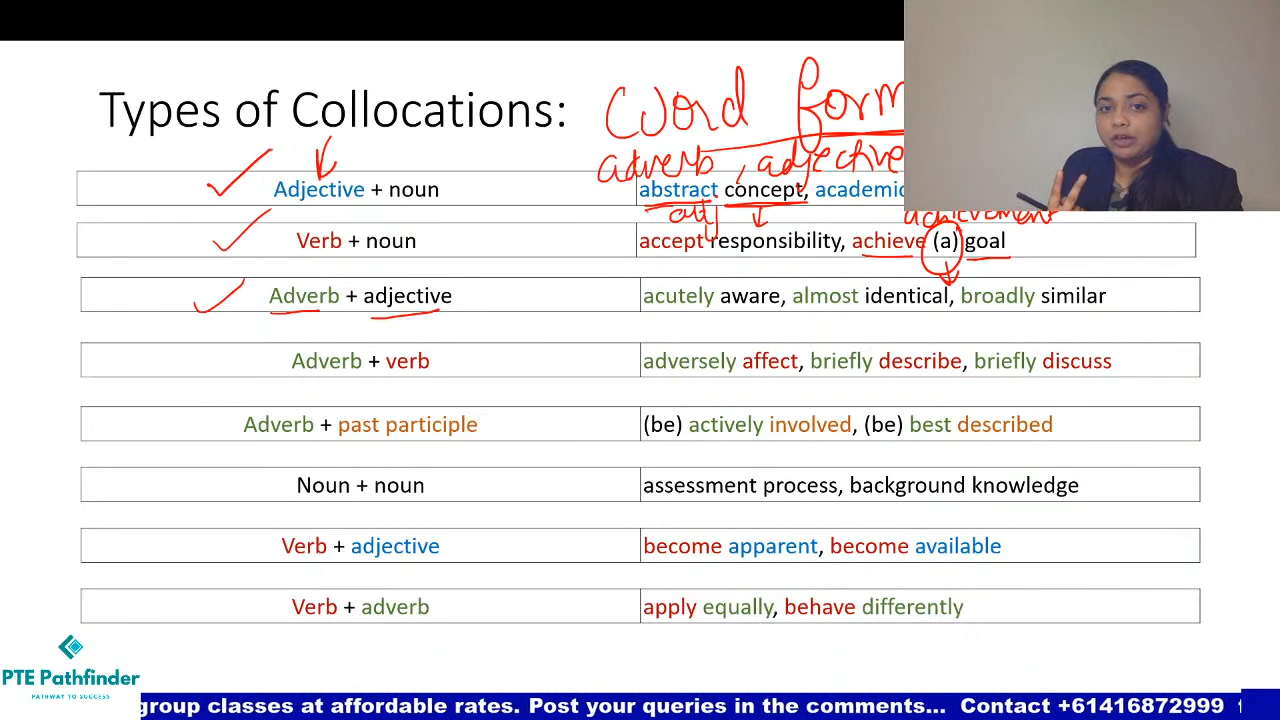 Types of Collocations: Word form
adverb, adjective
Adjective + noun abstract concept, academic
adj achievement
Verb + noun accept responsibility, achieve (a) goal
Adverb + adjective acutely aware, almost identical, broadly similar
Adverb + verb adversely affect, briefly describe, briefly discuss
Adverb + past participle (be) actively involved, (be) best described
Noun + noun assessment process, background knowledge
Verb + adjective become apparent, become available
Verb + adverb apply equally, behave differently
PTE Pathfinder
PATHWAY TO SUCCESS
group classes at affordable rates. Post your queries in the comments... Contact +61416872999